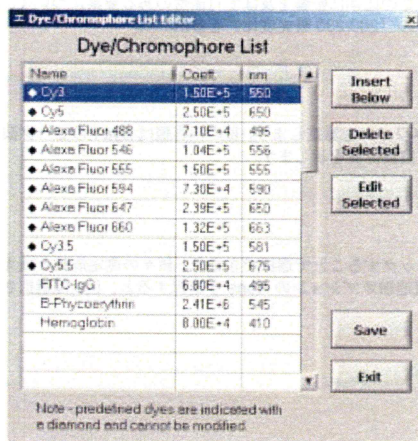 Dye/Chromophore List Editor
Dye/Chromophore List
Name Coeff. nm
◆ Cy3 1.50E+5 550
◆ Cy5 2.50E+5 650
◆ Alexa Fluor 488 7.10E+4 495
◆ Alexa Fluor 546 1.04E+5 556
◆ Alexa Fluor 555 1.50E+5 555
◆ Alexa Fluor 594 7.30E+4 590
◆ Alexa Fluor 647 2.39E+5 650
◆ Alexa Fluor 660 1.32E+5 663
◆ Cy3.5 1.50E+5 581
◆ Cy5.5 2.50E+5 675
FITC-IgG 6.80E+4 495
B-Phycoerythrin 2.41E+6 545
Hemoglobin 8.00E+4 410
Insert
Below
Delete
Selected
Edit
Selected
Save
Exit
Note - predefined dyes are indicated with
a diamond and cannot be modified